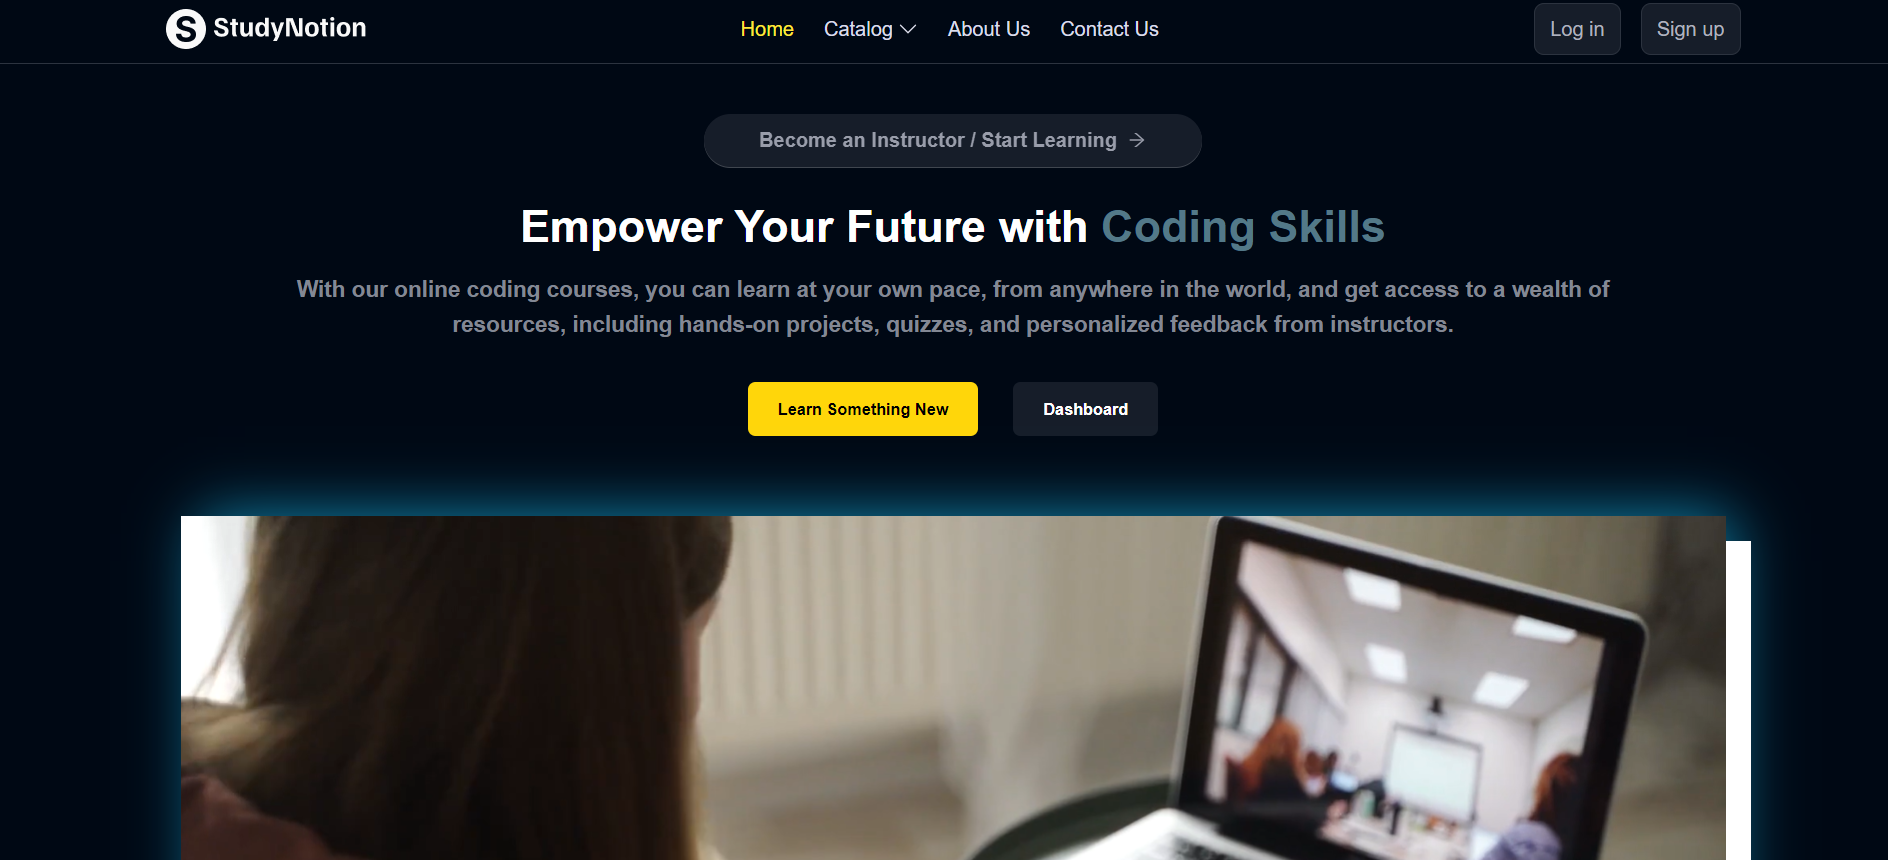 S StudyNotion
Home Catalog About Us Contact Us
Log in Sign up
Become an Instructor / Start Learning →
Empower Your Future with Coding Skills
With our online coding courses, you can learn at your own pace, from anywhere in the world, and get access to a wealth of
resources, including hands-on projects, quizzes, and personalized feedback from instructors.
Learn Something New Dashboard